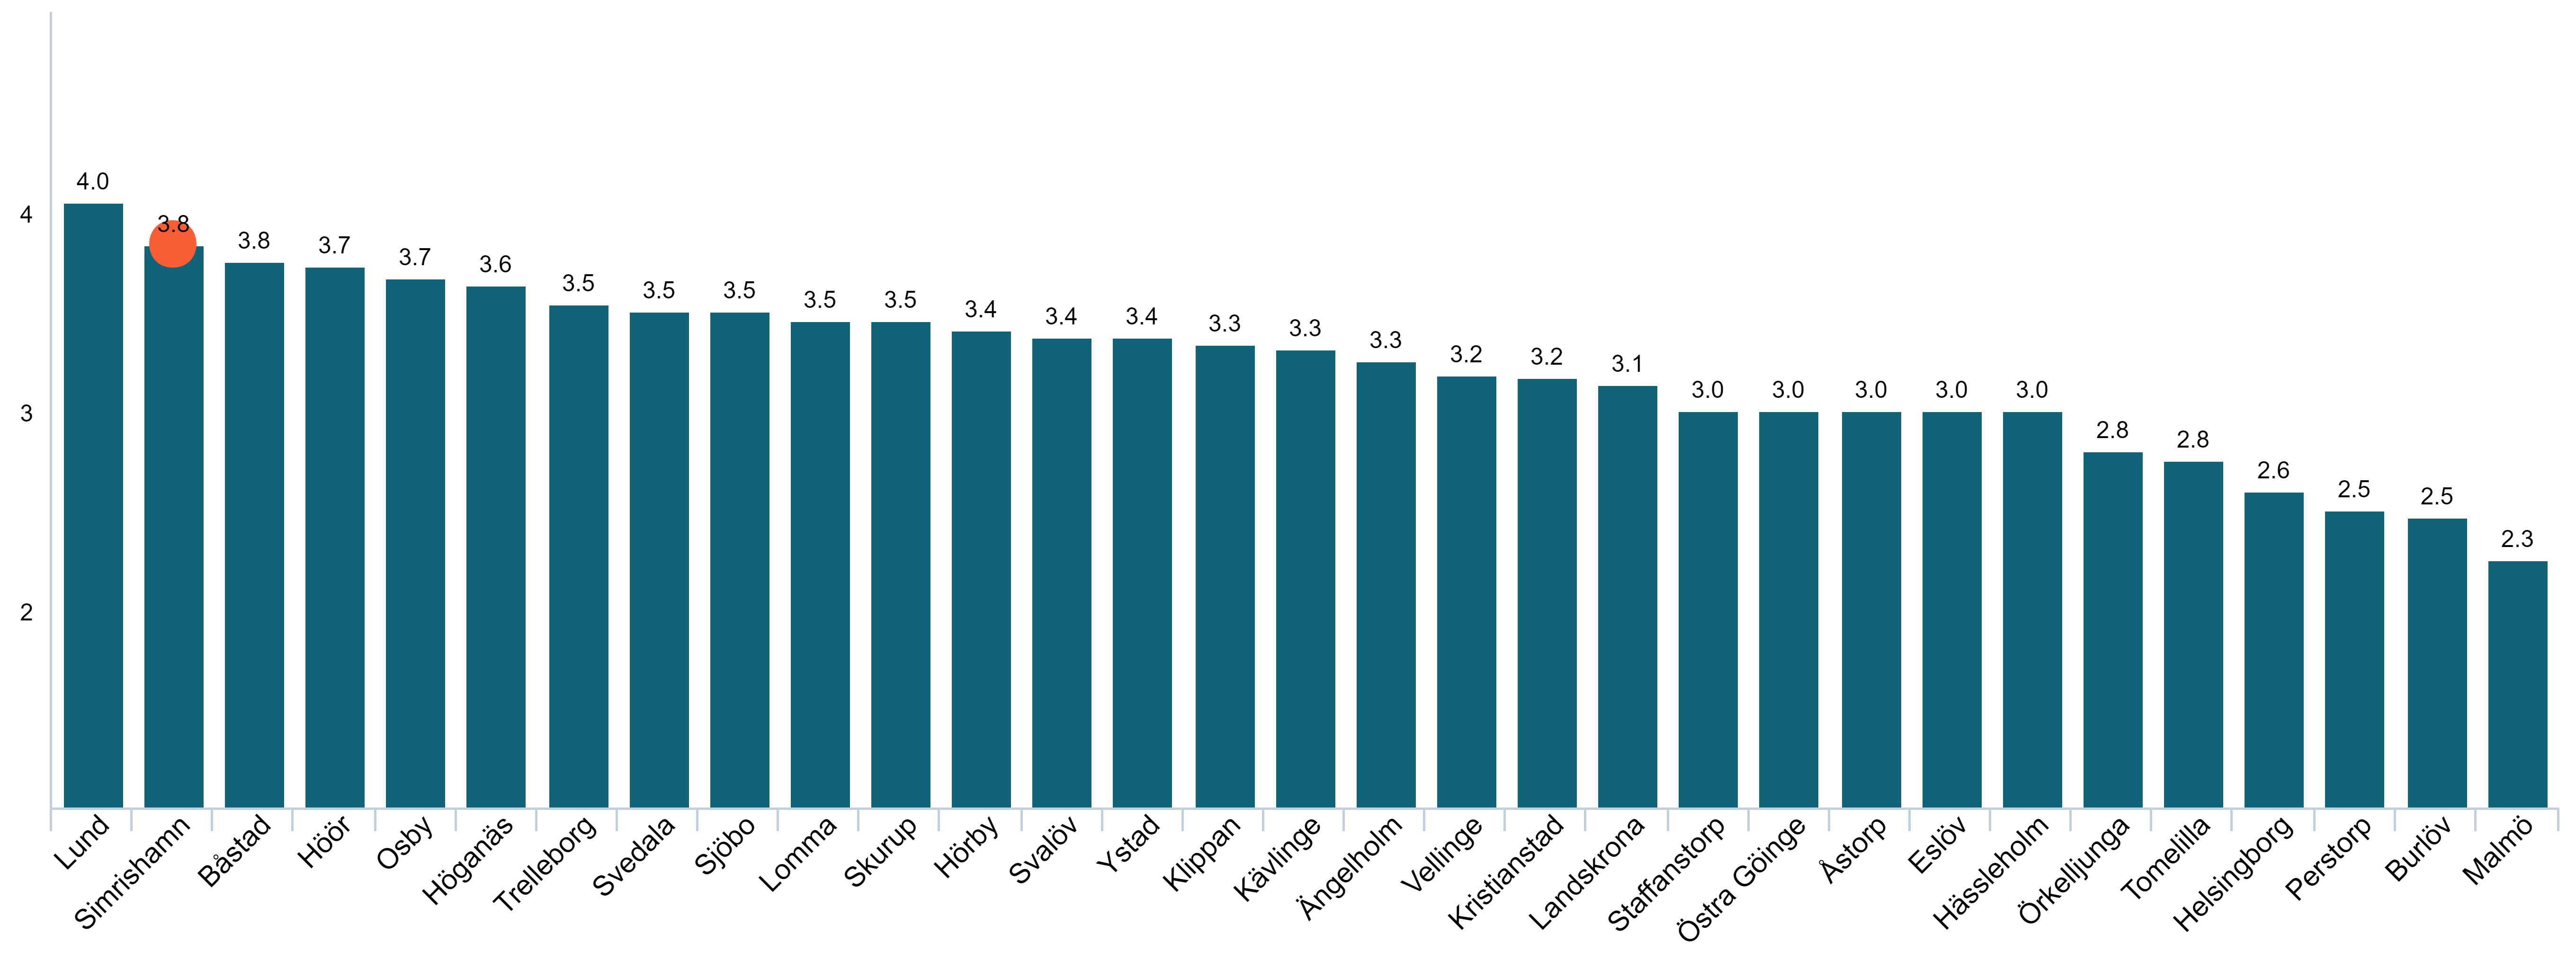 4.0
3.8
3.8
3.7
3.7
3.6
3.5
3.5
3.5
3.5
3.5
3.4
3.4
3.4
3.3
3.3
3.3
3.2
3.2
3.1
3.0
3.0
3.0
3.0
3.0
2.8
2.8
2.6
2.5
2.5
2.3
4
3
2
Lund
Simrishamn
Båstad
Höör
Osby
Höganäs
Trelleborg
Svedala
Sjöbo
Lomma
Skurup
Hörby
Svalöv
Ystad
Klippan
Kävlinge
Ängelholm
Vellinge
Kristianstad
Landskrona
Staffanstorp
Östra Göinge
Åstorp
Eslöv
Hässleholm
Örkelljunga
Tomelilla
Helsingborg
Perstorp
Burlöv
Malmö